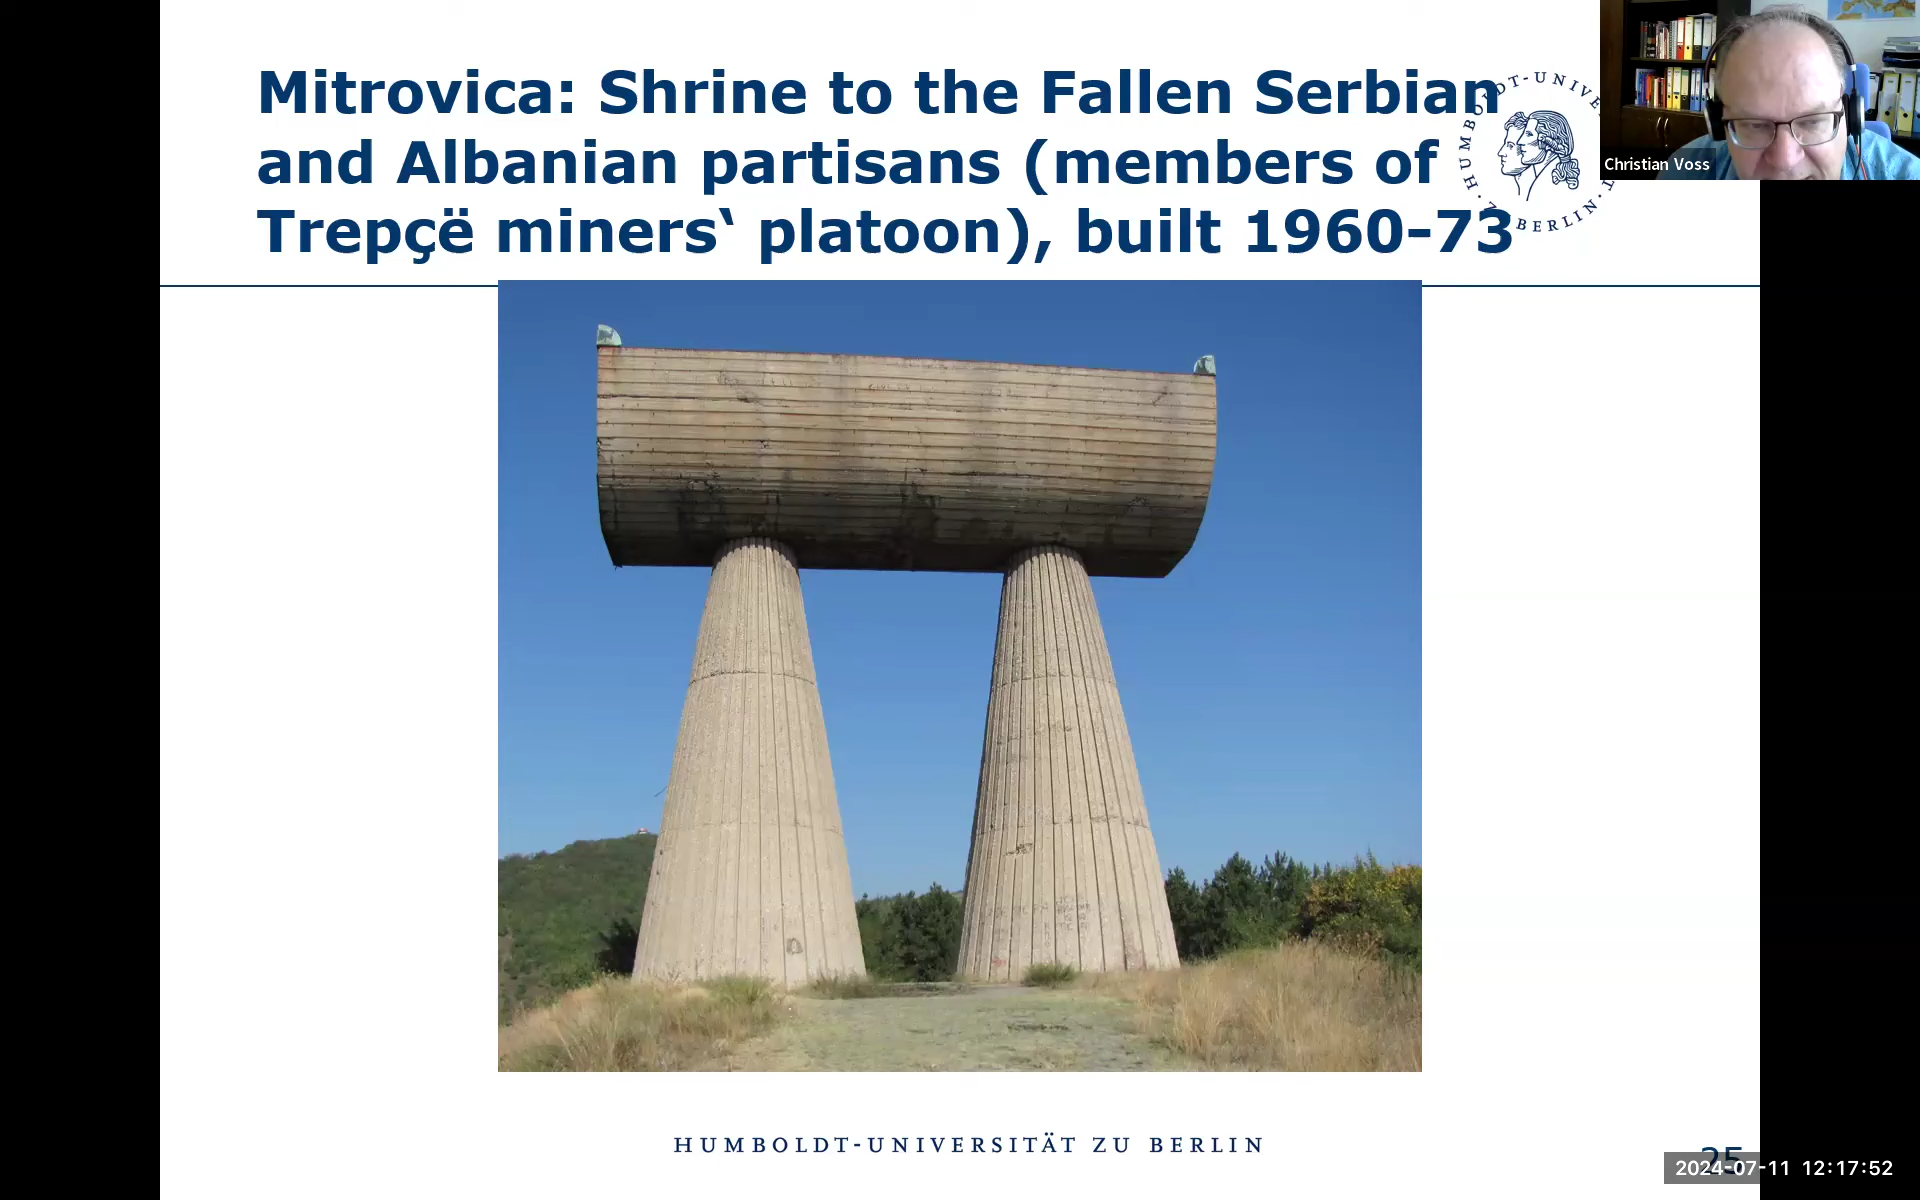 Mitrovica: Shrine to the Fallen Serbian
and Albanian partisans (members of
Trepçë miners‘ platoon), built 1960-73
Christian Voss
HUMBOLDT-UNIVERSITÄT ZU BERLIN
25
2024-07-11 12:17:52